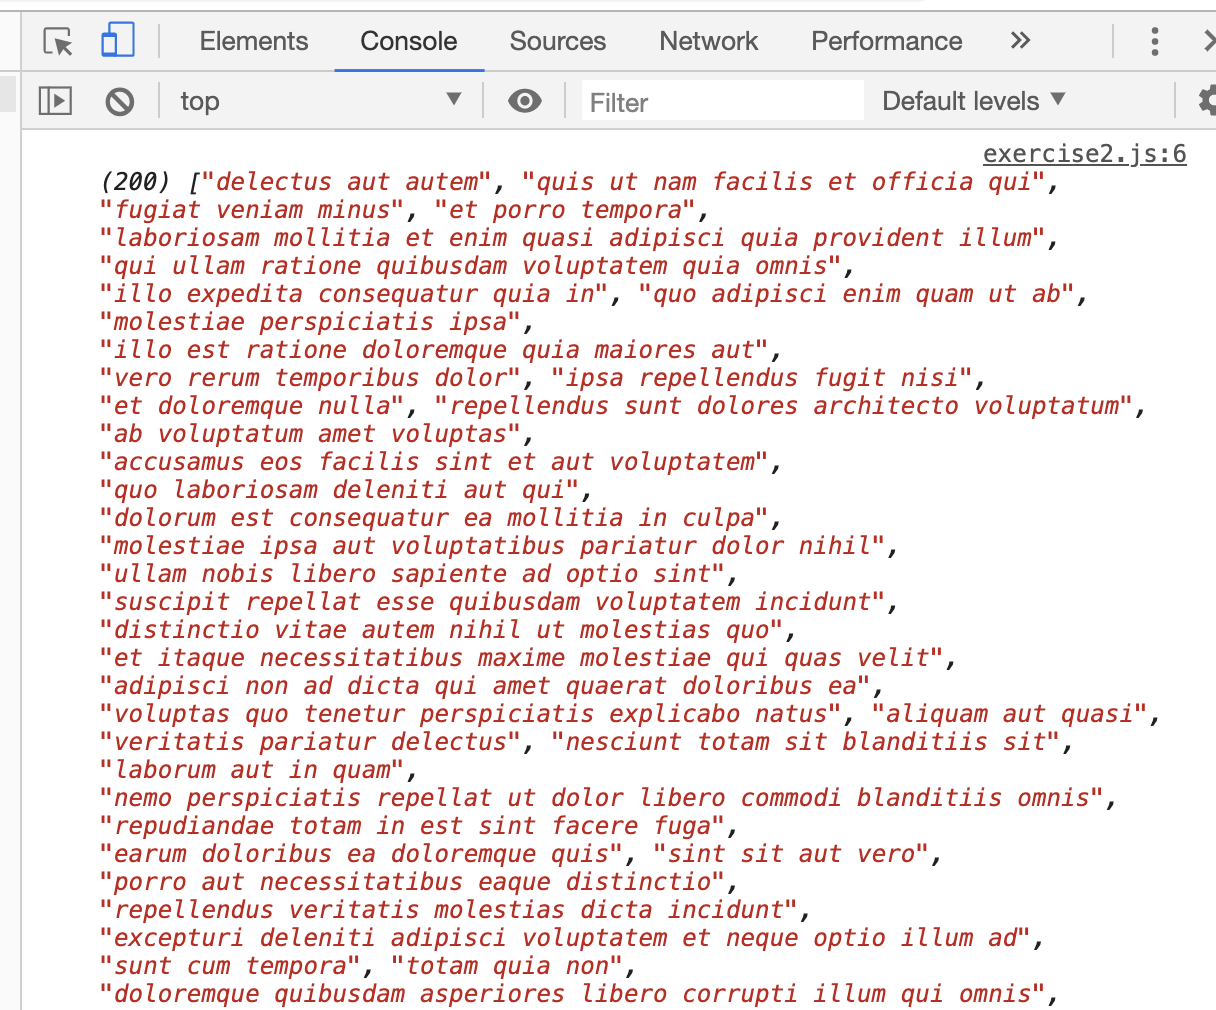 Elements Console Sources Network Performance »
top Filter Default levels
exercise2.js:6
(200) ["delectus aut autem", "quis ut nam facilis et officia qui",
"fugiat veniam minus", "et porro tempora",
"laboriosam mollitia et enim quasi adipisci quia provident illum",
"qui ullam ratione quibusdam voluptatem quia omnis",
"illo expedita consequatur quia in", "quo adipisci enim quam ut ab",
"molestiae perspiciatis ipsa",
"illo est ratione doloremque quia maiores aut",
"vero rerum temporibus dolor", "ipsa repellendus fugit nisi",
"et doloremque nulla", "repellendus sunt dolores architecto voluptatum",
"ab voluptatum amet voluptas",
"accusamus eos facilis sint et aut voluptatem",
"quo laboriosam deleniti aut qui",
"dolorum est consequatur ea mollitia in culpa",
"molestiae ipsa aut voluptatibus pariatur dolor nihil",
"ullam nobis libero sapiente ad optio sint",
"suscipit repellat esse quibusdam voluptatem incidunt",
"distinctio vitae autem nihil ut molestias quo",
"et itaque necessitatibus maxime molestiae qui quas velit",
"adipisci non ad dicta qui amet quaerat doloribus ea",
"voluptas quo tenetur perspiciatis explicabo natus", "aliquam aut quasi",
"veritatis pariatur delectus", "nesciunt totam sit blanditiis sit",
"laborum aut in quam",
"nemo perspiciatis repellat ut dolor libero commodi blanditiis omnis",
"repudiandae totam in est sint facere fuga",
"earum doloribus ea doloremque quis", "sint sit aut vero",
"porro aut necessitatibus eaque distinctio",
"repellendus veritatis molestias dicta incidunt",
"excepturi deleniti adipisci voluptatem et neque optio illum ad",
"sunt cum tempora", "totam quia non",
"doloremque quibusdam asperiores libero corrupti illum qui omnis",